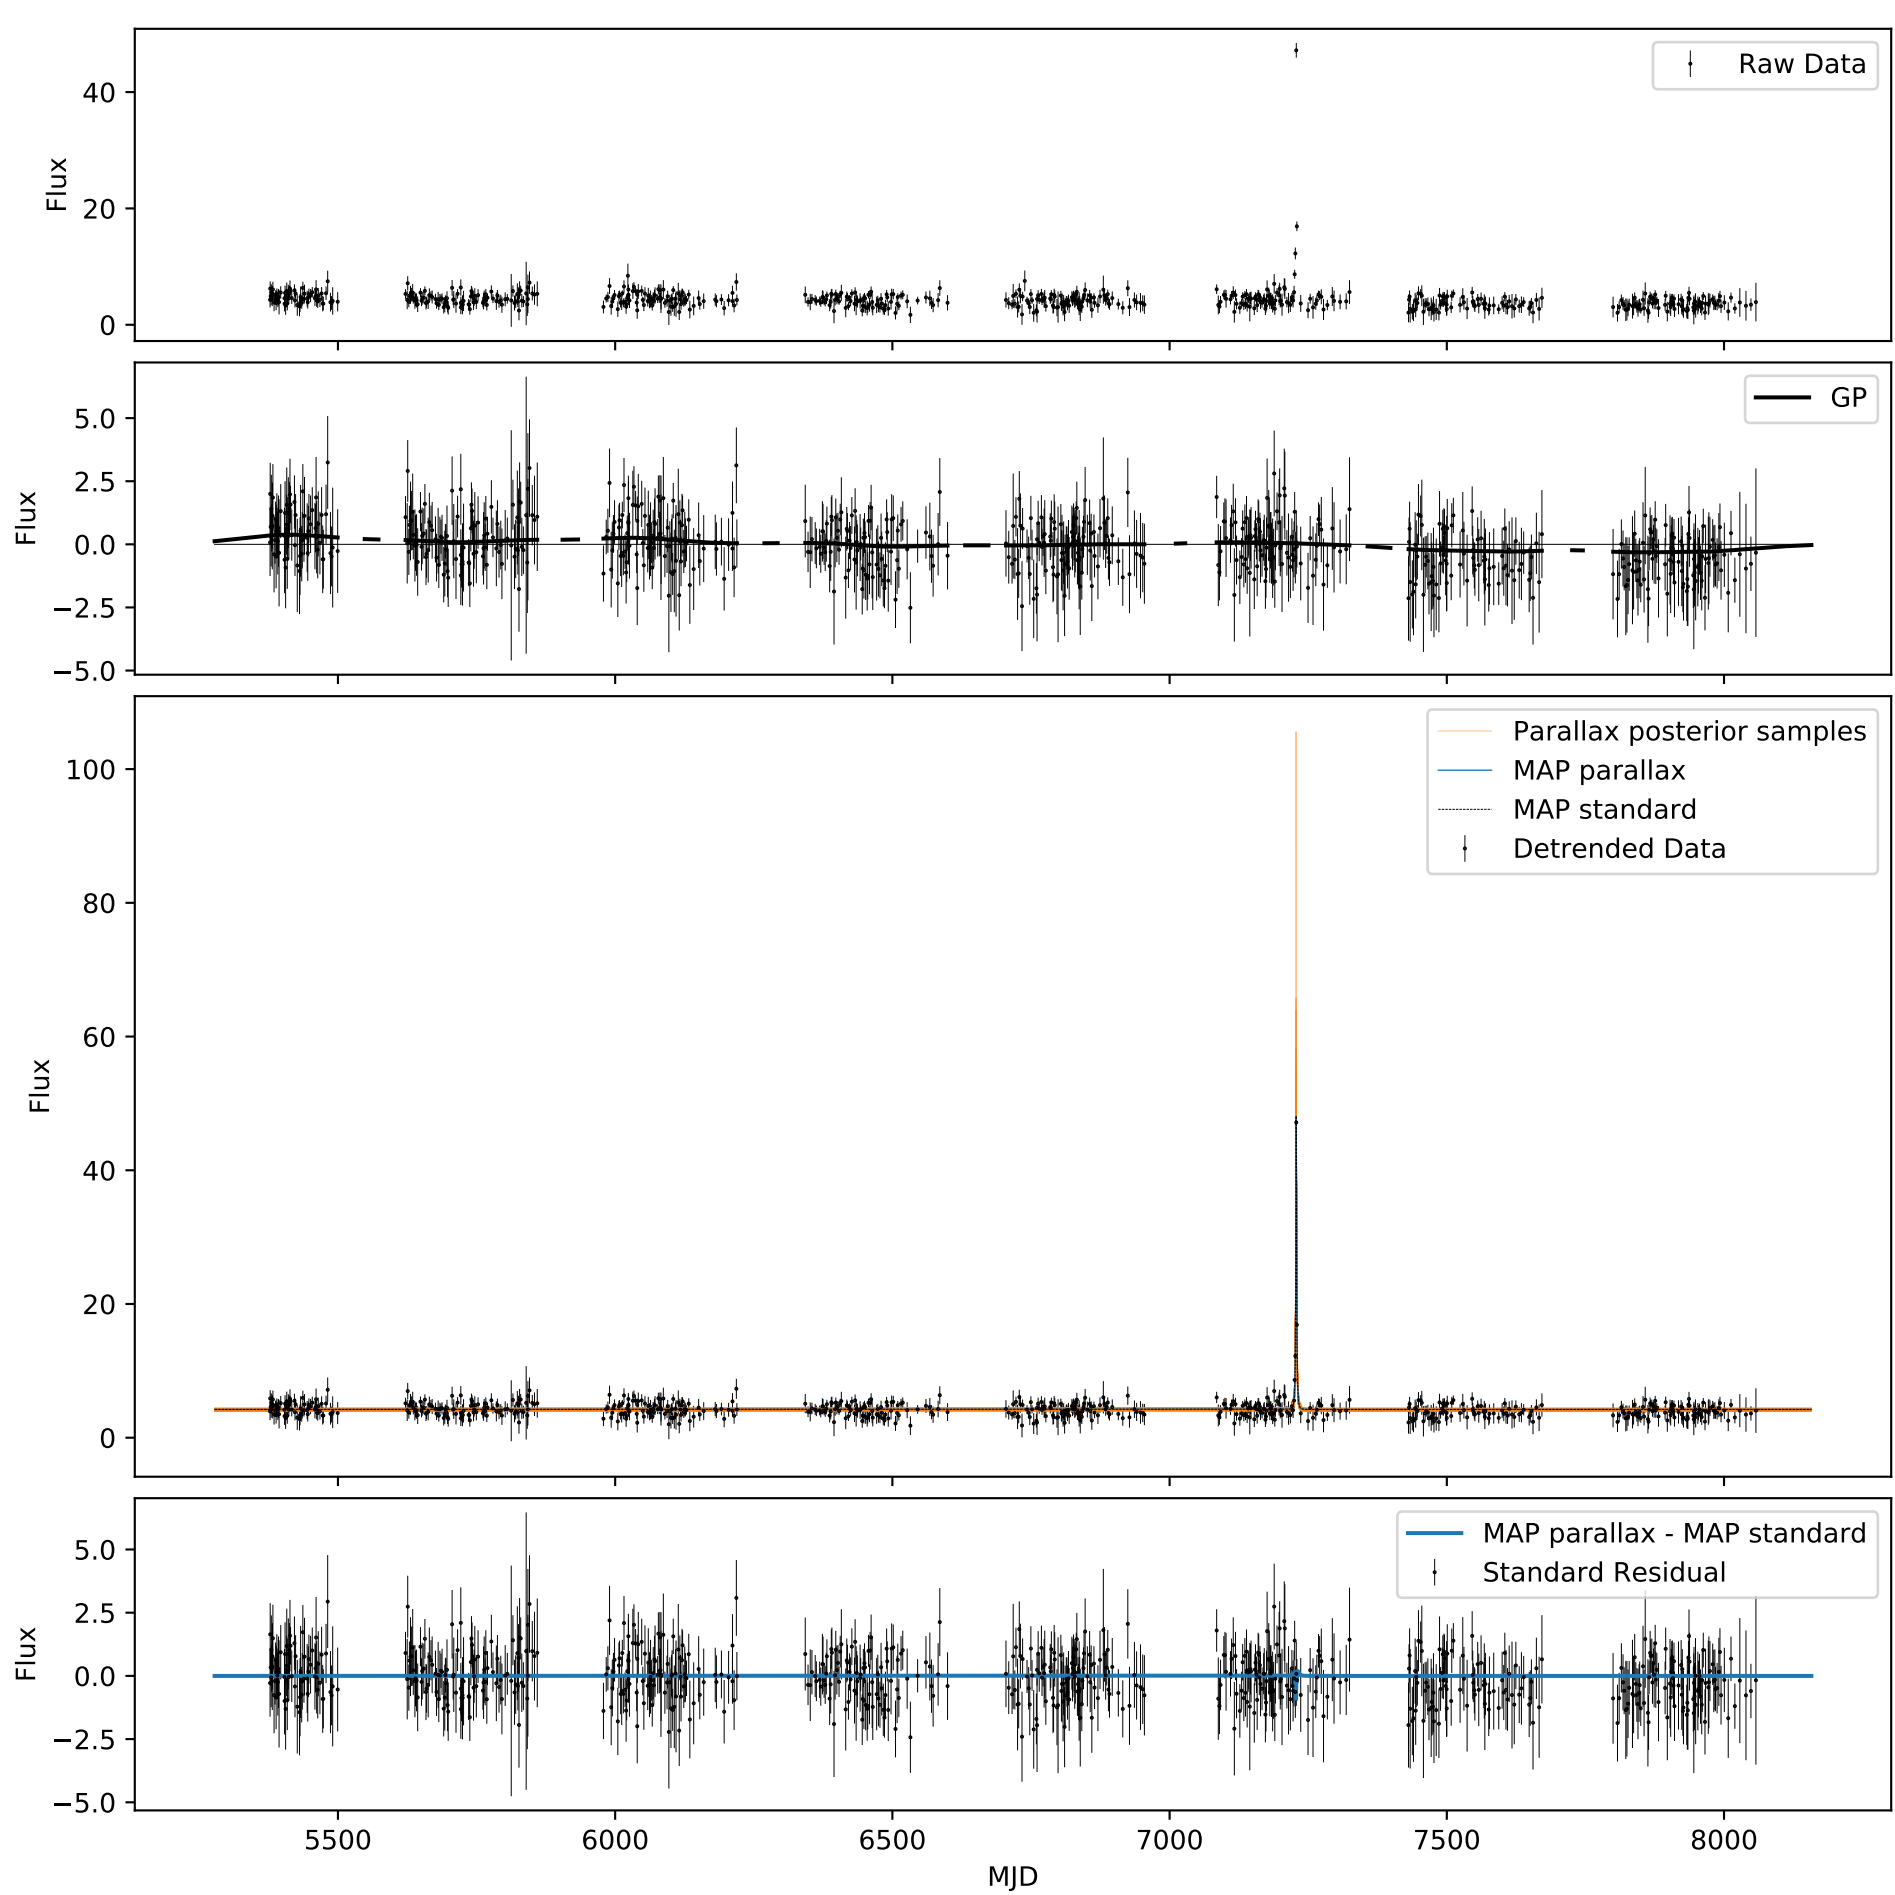 Flux
40
20
0
Raw Data
Flux
5.0
2.5
0.0
−2.5
−5.0
GP
Flux
100
80
60
40
20
0
Parallax posterior samples
MAP parallax
MAP standard
Detrended Data
Flux
5.0
2.5
0.0
−2.5
−5.0
MAP parallax - MAP standard
Standard Residual
5500 6000 6500 7000 7500 8000
MJD